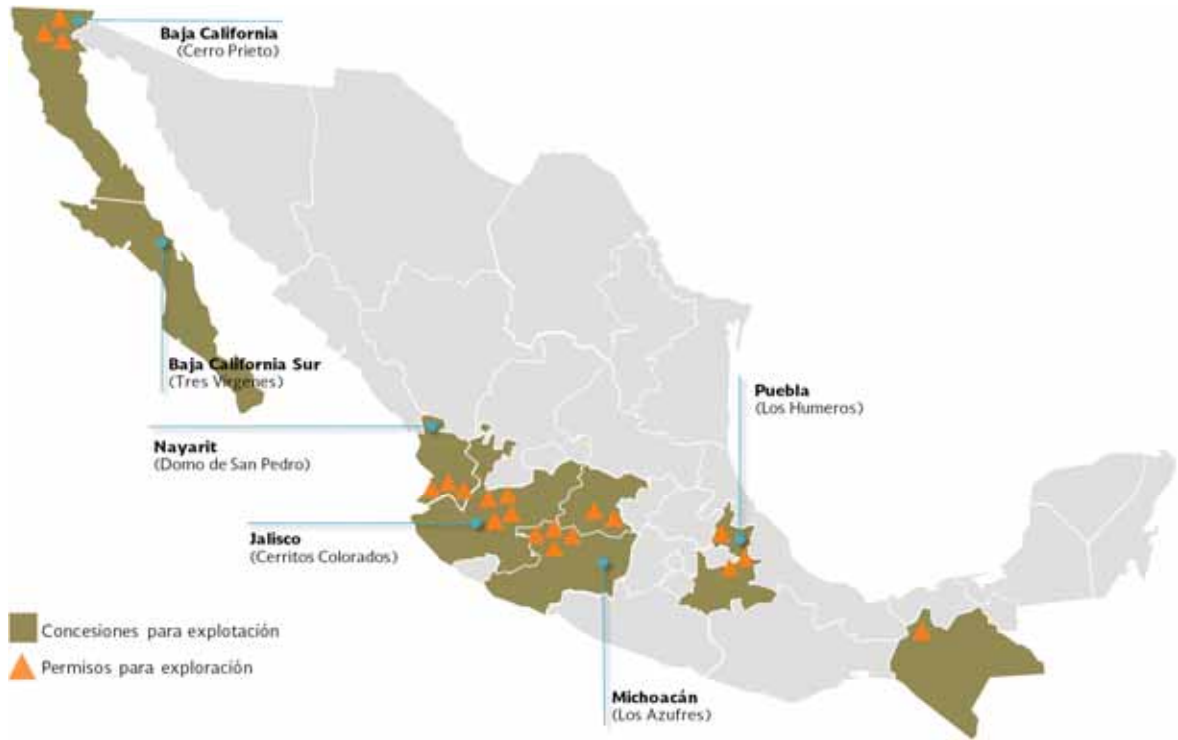 Baja California
(Cerro Prieto)
Baja California Sur
(Tres Vírgenes)
Nayarit
(Domo de San Pedro)
Jalisco
(Cerritos Colorados)
Puebla
(Los Humeros)
Michoacán
(Los Azufres)
Concesiones para explotación
Permisos para exploración